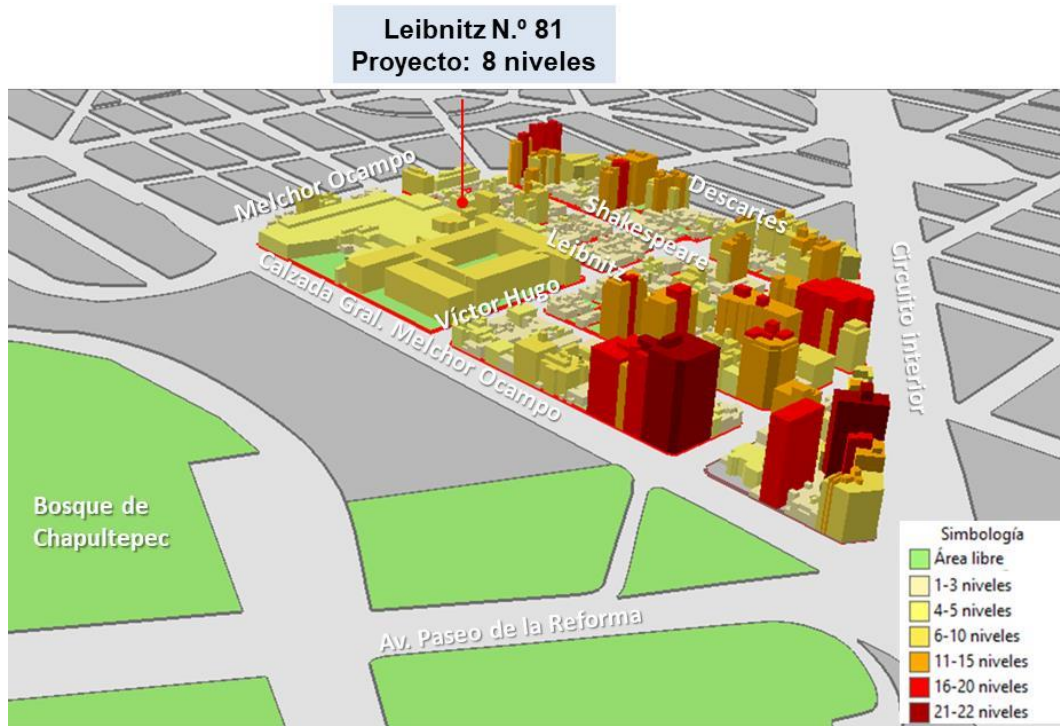 Leibnitz N.º 81
Proyecto: 8 niveles
Melchor Ocampo
Descartes
Shakespeare
Leibnitz
Circuito interior
Víctor Hugo
Calzada Gral. Melchor Ocampo
Bosque de
Chapultepec
Av. Paseo de la Reforma
Simbología
Área libre
1-3 niveles
4-5 niveles
6-10 niveles
11-15 niveles
16-20 niveles
21-22 niveles